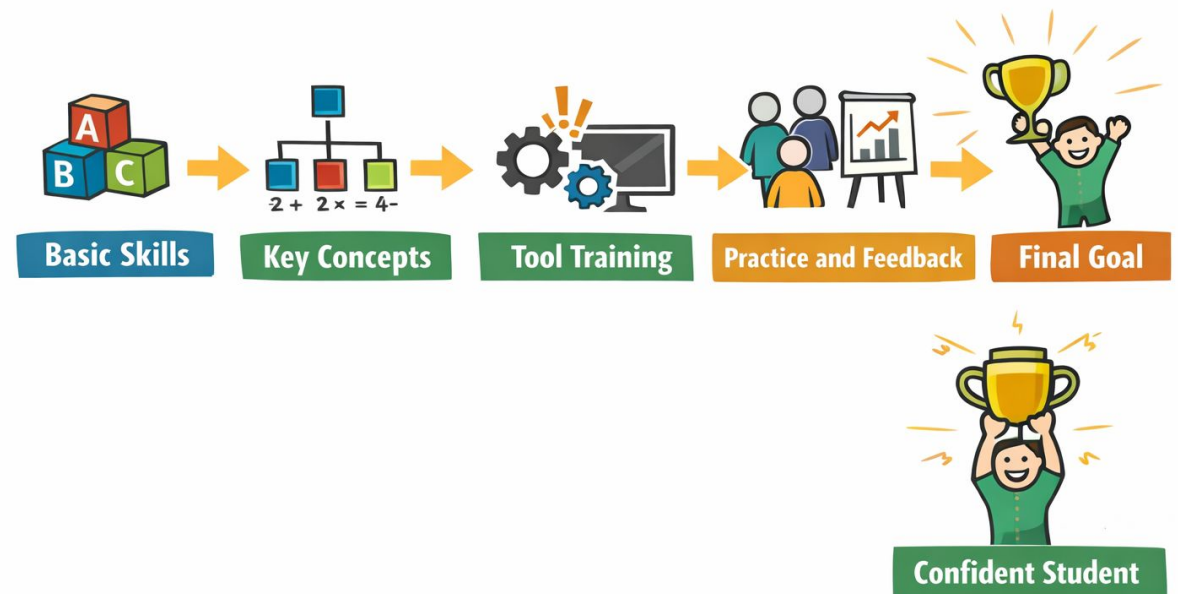 A
B C
2 + 2 × = 4-
Basic Skills
Key Concepts
Tool Training
Practice and Feedback
Final Goal
Confident Student